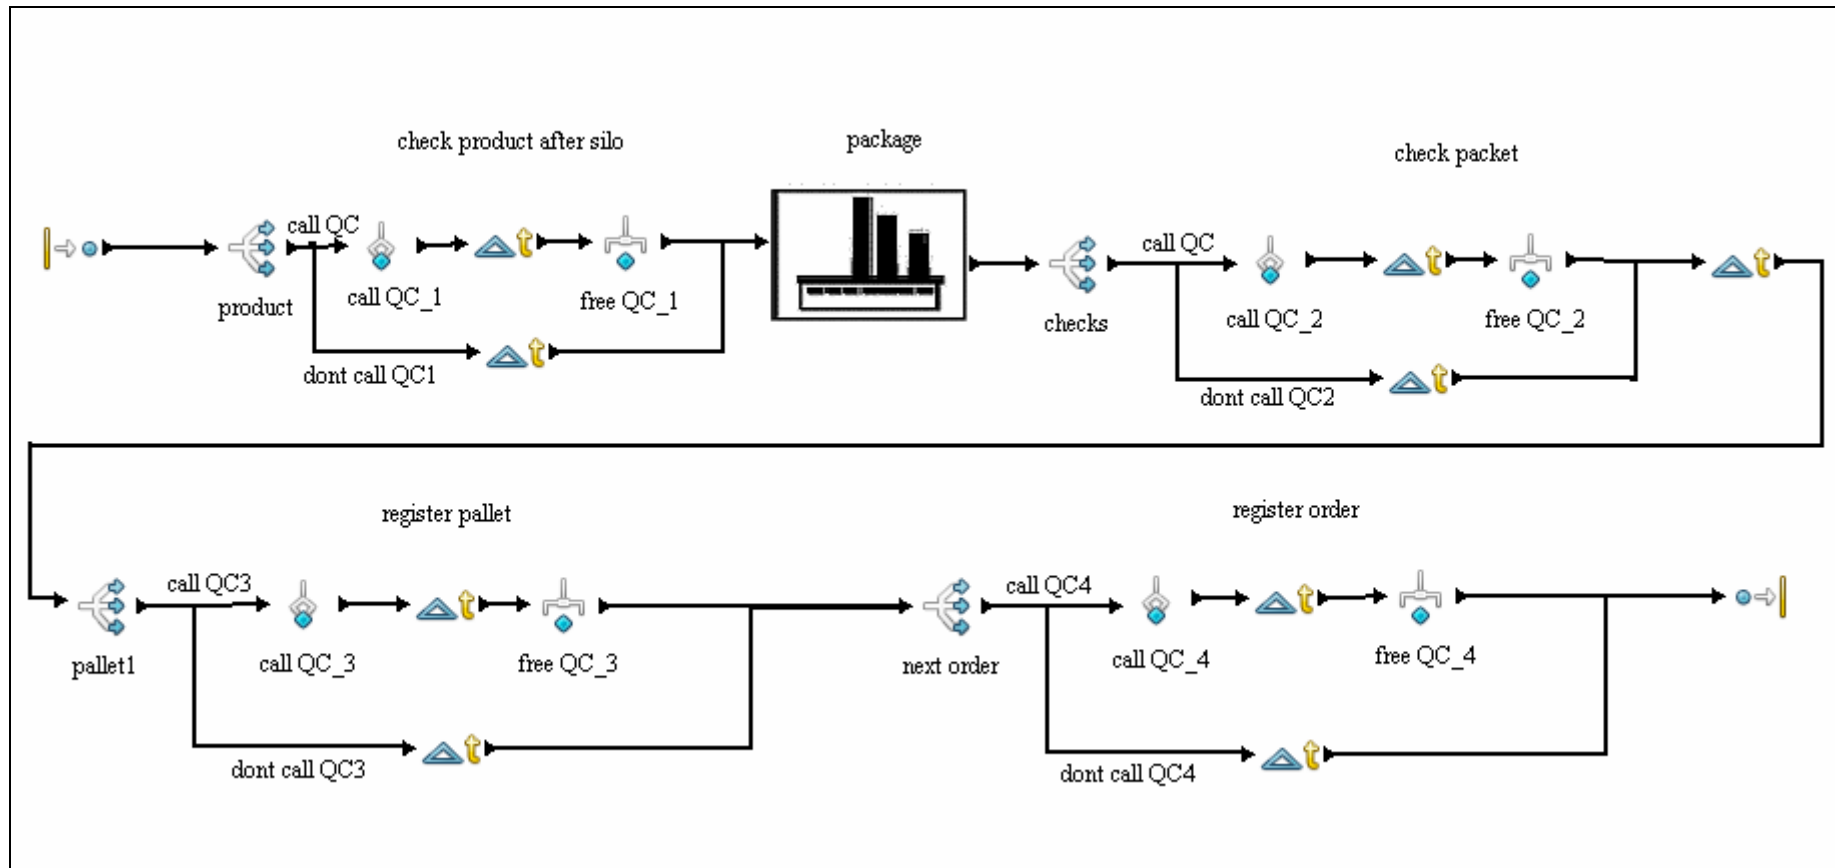 check product after silo
package
check packet
call QC
call QC
product
call QC_1
free QC_1
checks
call QC_2
free QC_2
dont call QC1
dont call QC2
register pallet
register order
call QC3
call QC4
pallet1
call QC_3
free QC_3
next order
call QC_4
free QC_4
dont call QC3
dont call QC4